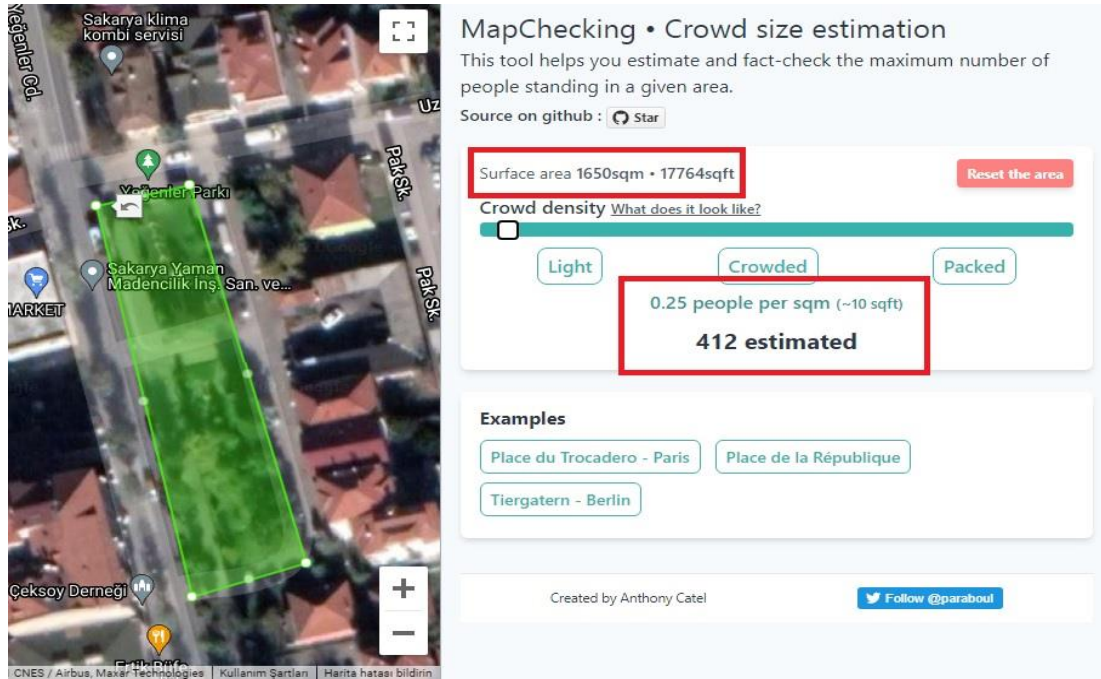 Sakarya klima
kombi servisi
Yeğenler Cd.
Uz
Pak Sk.
Yeğenler Parkı
Sk.
Sakarya Yaman
Madencilik İnş. San. ve...
MARKET
Pak Sk.
Çeksoy Derneği
Ertik Büfe
CNES / Airbus, Maxar Technologies
Kullanım Şartları
Harita hatası bildirin
MapChecking • Crowd size estimation
This tool helps you estimate and fact-check the maximum number of
people standing in a given area.
Source on github : Star
Surface area 1650sqm • 17764sqft
Reset the area
Crowd density What does it look like?
Light Crowded Packed
0.25 people per sqm (~10 sqft)
412 estimated
Examples
Place du Trocadero - Paris Place de la République
Tiergatern - Berlin
Created by Anthony Catel Follow @paraboul